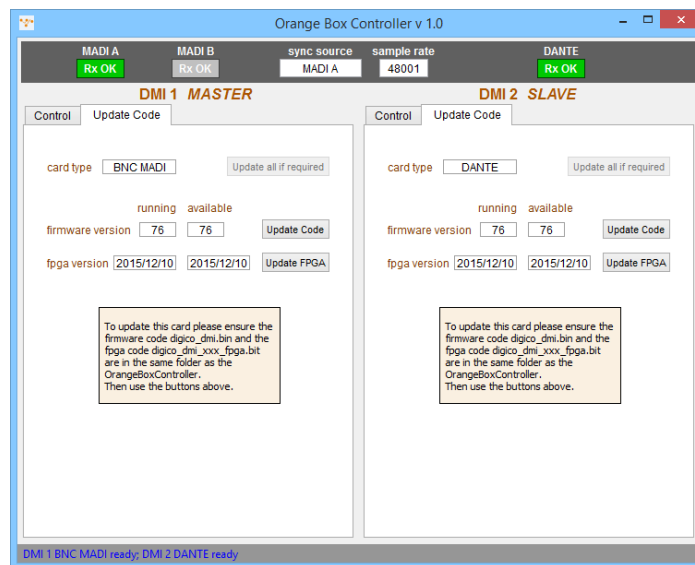 Orange Box Controller v 1.0
MADI A MADI B sync source sample rate DANTE
Rx OK Rx OK MADI A 48001 Rx OK
DMI 1 MASTER
Control Update Code
card type BNC MADI Update all if required
running available
firmware version 76 76 Update Code
fpga version 2015/12/10 2015/12/10 Update FPGA
To update this card please ensure the
firmware code digico_dmi.bin and the
fpga code digico_dmi_xxx_fpga.bit
are in the same folder as the
OrangeBoxController.
Then use the buttons above.
DMI 2 SLAVE
Control Update Code
card type DANTE Update all if required
running available
firmware version 76 76 Update Code
fpga version 2015/12/10 2015/12/10 Update FPGA
To update this card please ensure the
firmware code digico_dmi.bin and the
fpga code digico_dmi_xxx_fpga.bit
are in the same folder as the
OrangeBoxController.
Then use the buttons above.
DMI 1 BNC MADI ready; DMI 2 DANTE ready